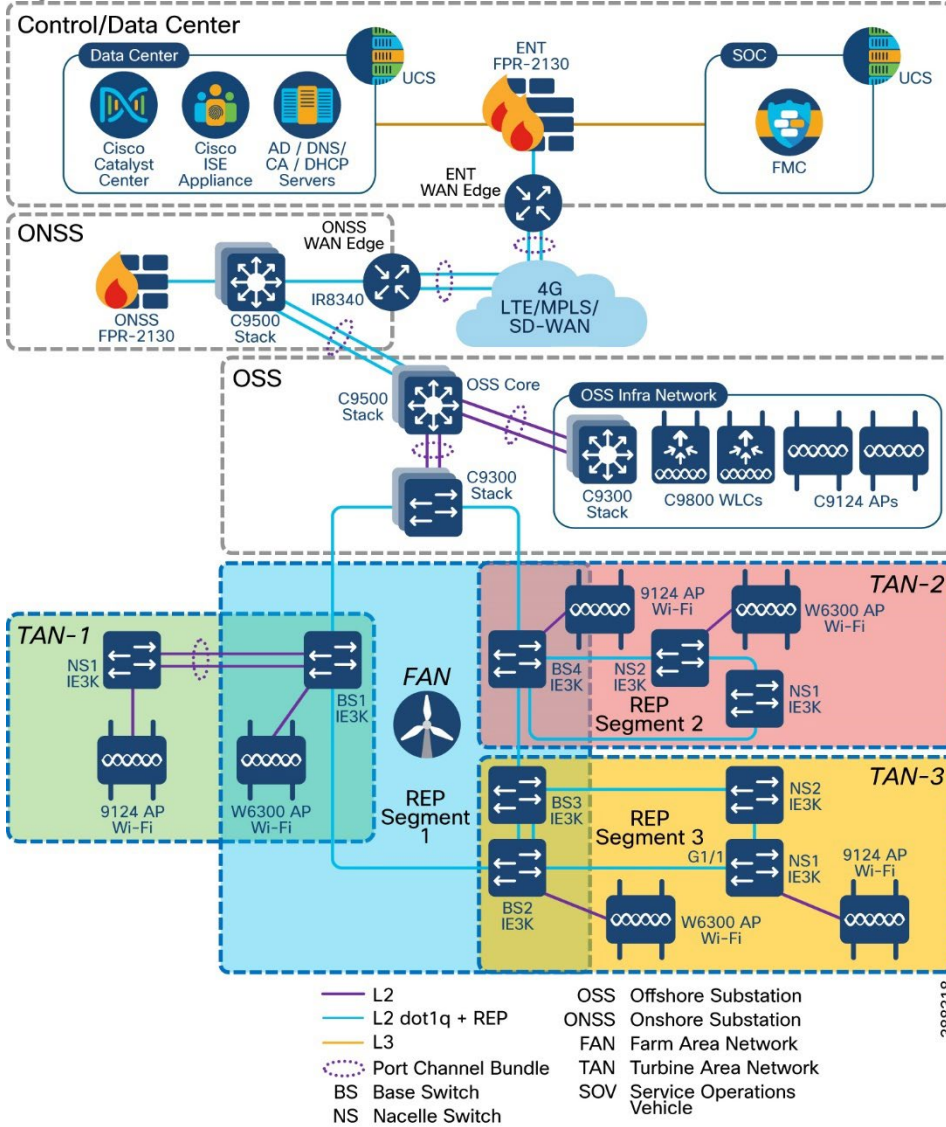 Control/Data Center
Data Center
UCS
Cisco
Catalyst
Center
Cisco
ISE
Appliance
AD / DNS/
CA / DHCP
Servers
ENT
FPR-2130
SOC
UCS
FMC
ENT
WAN Edge
ONSS
ONSS
FPR-2130
C9500
Stack
ONSS
WAN Edge
IR8340
4G
LTE/MPLS/
SD-WAN
OSS
C9500
Stack
OSS Core
OSS Infra Network
C9300
Stack
C9800 WLCs
C9124 APs
C9300
Stack
TAN-1
NS1
IE3K
9124 AP
Wi-Fi
BS1
IE3K
W6300 AP
Wi-Fi
FAN
REP
Segment
1
TAN-2
9124 AP
Wi-Fi
W6300 AP
Wi-Fi
BS4
IE3K
NS2
IE3K
NS1
IE3K
REP
Segment 2
TAN-3
BS3
IE3K
NS2
IE3K
REP
Segment 3
G1/1
NS1
IE3K
9124 AP
Wi-Fi
BS2
IE3K
W6300 AP
Wi-Fi
L2
L2 dot1q + REP
L3
Port Channel Bundle
BS Base Switch
NS Nacelle Switch
OSS Offshore Substation
ONSS Onshore Substation
FAN Farm Area Network
TAN Turbine Area Network
SOV Service Operations
Vehicle